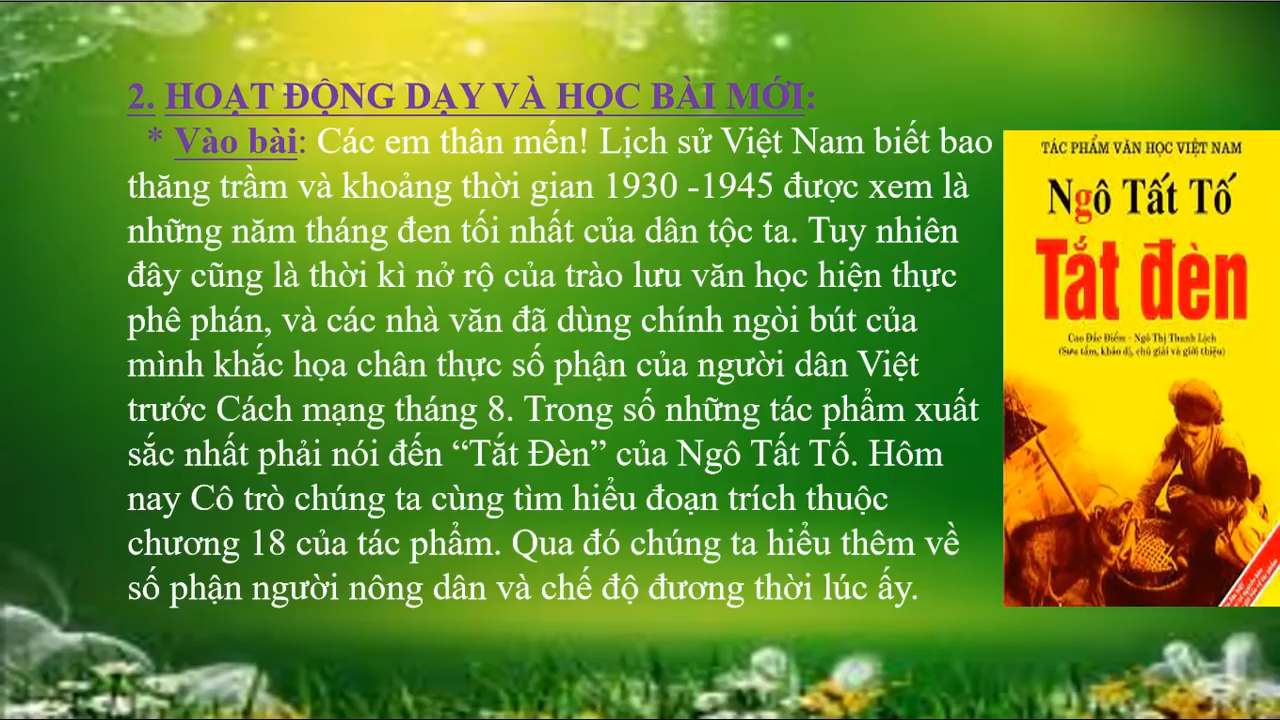 2. HOẠT ĐỘNG DẠY VÀ HỌC BÀI MỚI:
* Vào bài: Các em thân mến! Lịch sử Việt Nam biết bao
thăng trầm và khoảng thời gian 1930 -1945 được xem là
những năm tháng đen tối nhất của dân tộc ta. Tuy nhiên
đây cũng là thời kì nở rộ của trào lưu văn học hiện thực
phê phán, và các nhà văn đã dùng chính ngòi bút của
mình khắc họa chân thực số phận của người dân Việt
trước Cách mạng tháng 8. Trong số những tác phẩm xuất
sắc nhất phải nói đến “Tắt Đèn” của Ngô Tất Tố. Hôm
nay Cô trò chúng ta cùng tìm hiểu đoạn trích thuộc
chương 18 của tác phẩm. Qua đó chúng ta hiểu thêm về
số phận người nông dân và chế độ đương thời lúc ấy.
TÁC PHẨM VĂN HỌC VIỆT NAM
Ngô Tất Tố
Tắt đèn
Cao Đắc Điểm - Ngô Thị Thanh Lịch
(Sưu tầm, khảo dị, chú giải và giới thiệu)